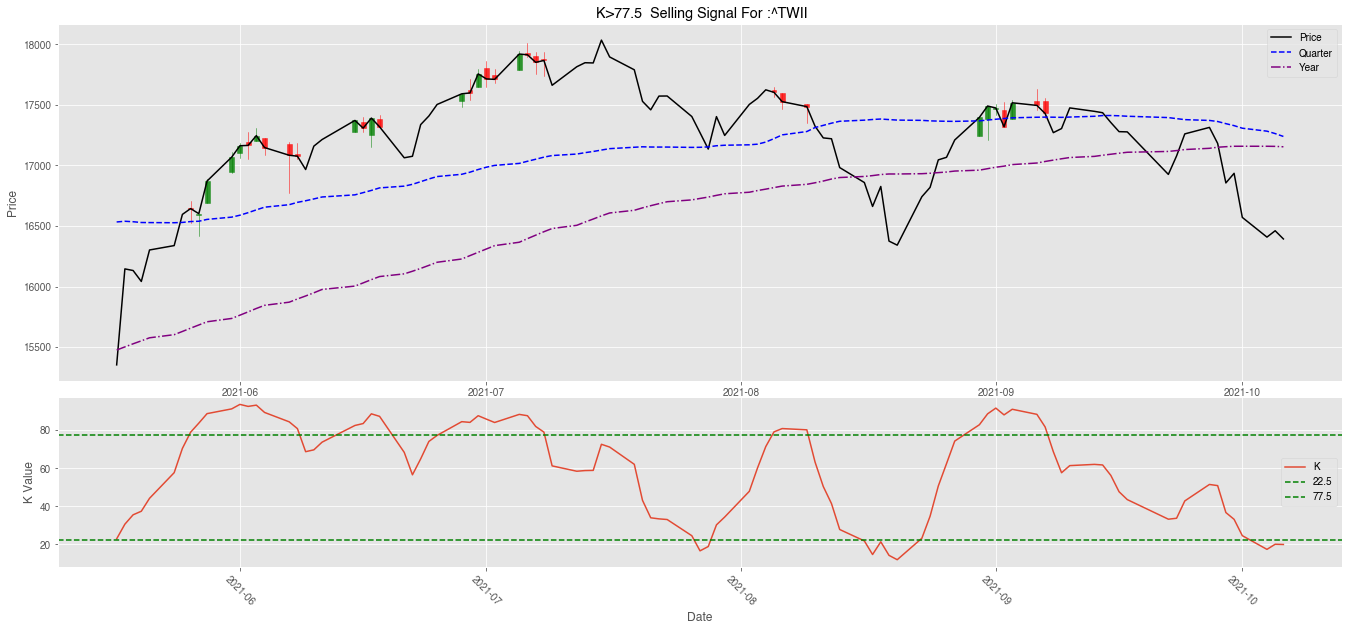 K>77.5 Selling Signal For :^TWII
Price
18000
17500
17000
16500
16000
15500
Price
Quarter
Year
2021-06
2021-07
2021-08
2021-09
2021-10
K Value
80
60
40
20
K
22.5
77.5
2021-06
2021-07
2021-08
2021-09
2021-10
Date